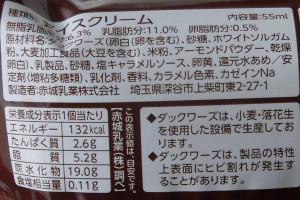 種類別 アイスクリーム 内容量:55ml
無脂乳固形分6.3% 乳脂肪分11.0% 卵脂肪分0.5%
原材料名 ダックワーズ(卵白(卵を含む)、砂糖、ホワイトソルガム
粉、大麦加工食品(大豆を含む)、米粉、アーモンドパウダー、乾燥
卵白)、乳製品、砂糖、塩キャラメルソース、卵黄、還元水あめ/安
定剤(増粘多糖類)、乳化剤、香料、カラメル色素、カゼインNa
製造者:赤城乳業株式会社 埼玉県深谷市上柴町東2-27-1
栄養成分表示1個当たり
エネルギー 132kcal
たんぱく質 2.6g
脂質 5.2g
炭水化物 19.0g
食塩相当量 0.11g
この表示値は、目安です。
【赤城乳業(株)調べ】
●ダックワーズは、小麦・落花生
を使用した設備で生産してお
ります。
●ダックワーズは、製品の特性
上表面にヒビ割れが発生す
ることがあります。